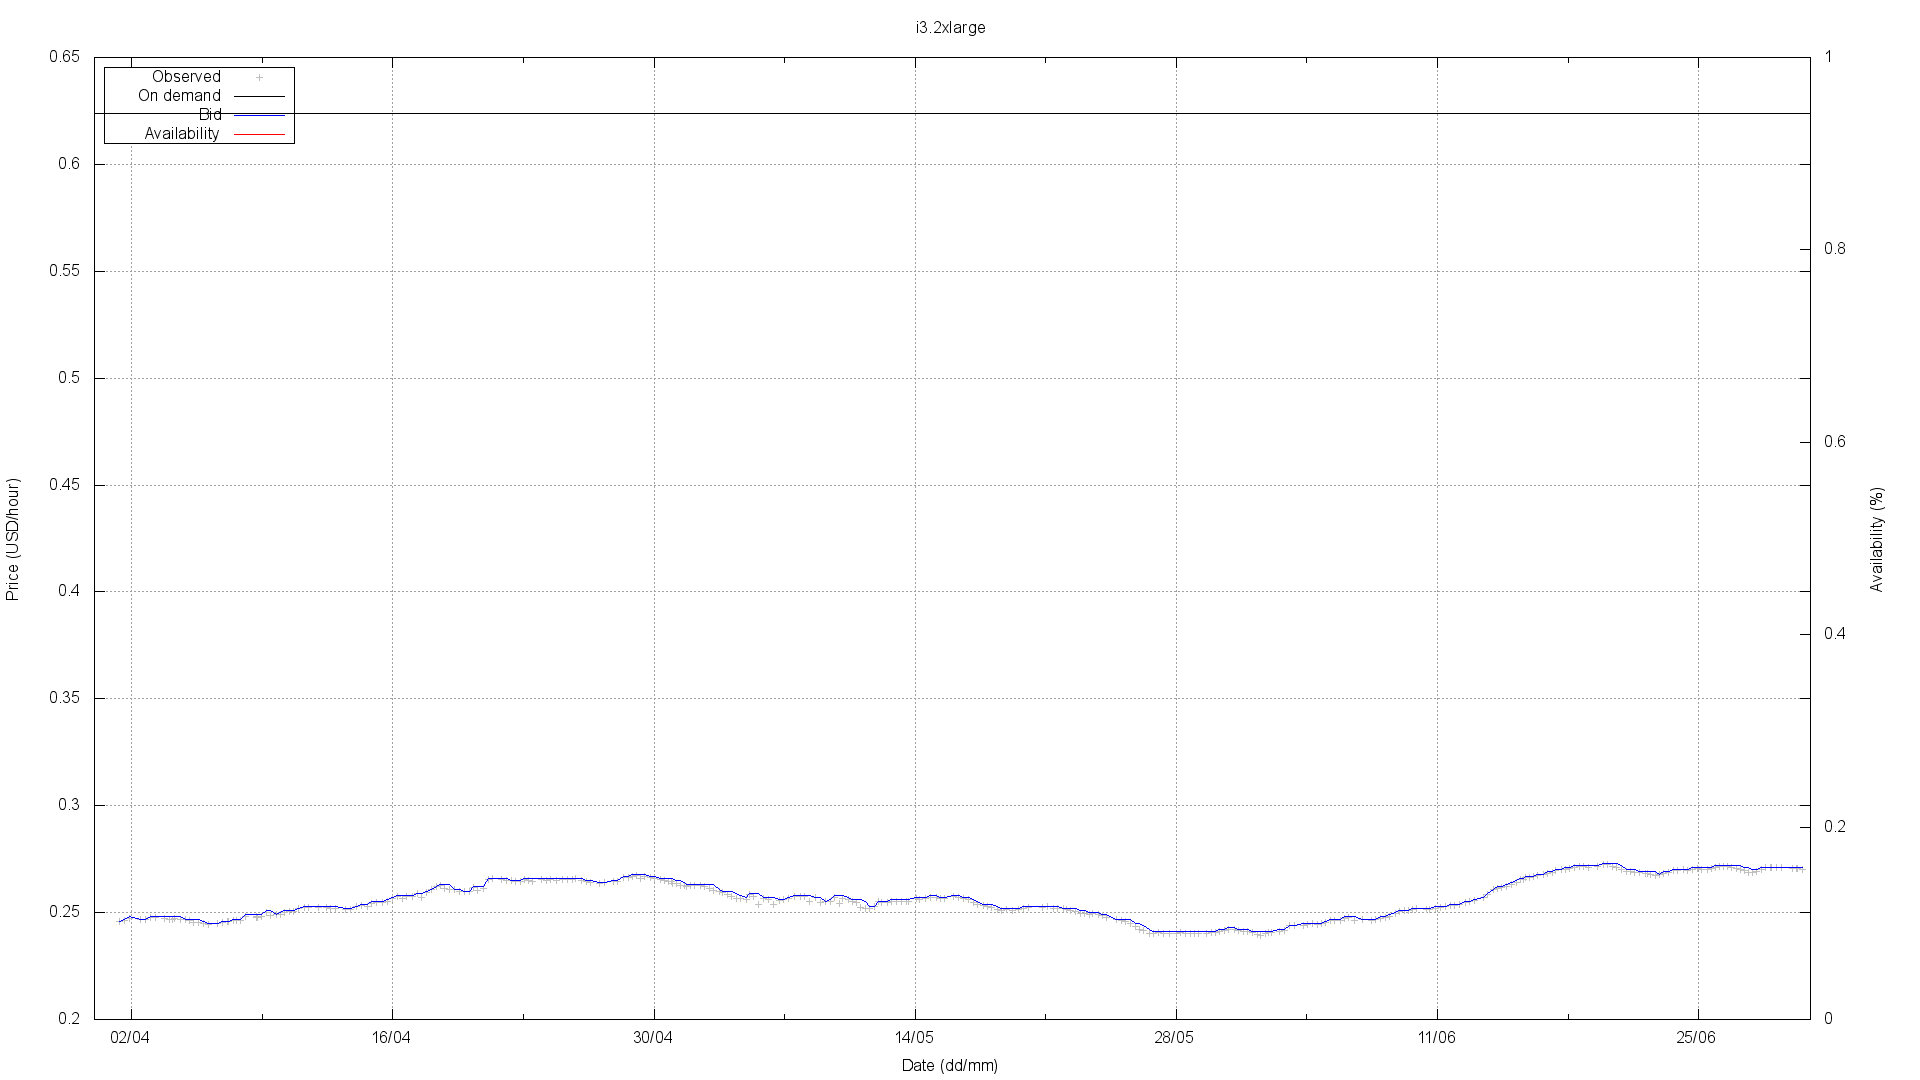 i3.2xlarge
Observed
On demand
Bid
Availability
0.65
0.6
0.55
0.5
0.45
0.4
0.35
0.3
0.25
0.2
1
0.8
0.6
0.4
0.2
0
Price (USD/hour)
Availability (%)
02/04 16/04 30/04 14/05 28/05 11/06 25/06
Date (dd/mm)